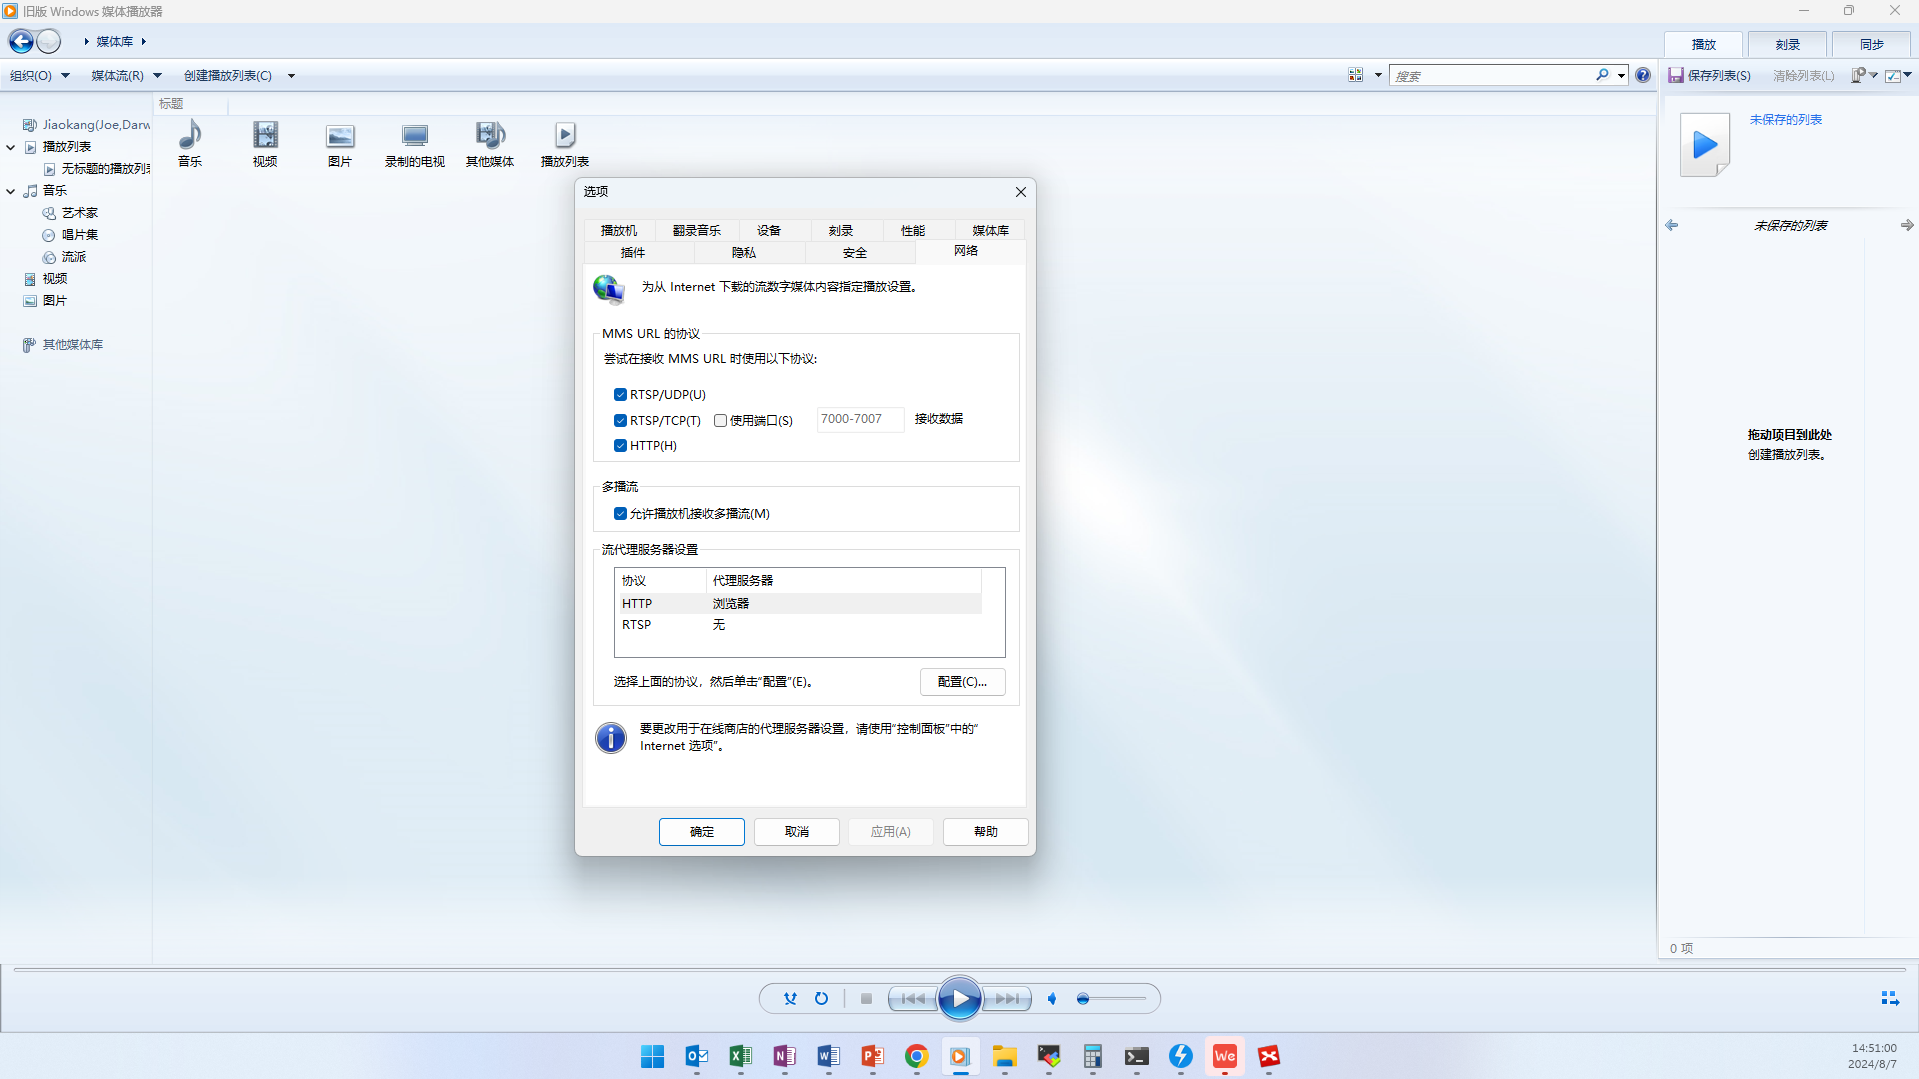 旧版 Windows 媒体播放器
媒体库
播放
刻录
同步
组织(O)
媒体流(R)
创建播放列表(C)
搜索
保存列表(S)
清除列表(L)
标题
Jiaokang(Joe,Darw
播放列表
无标题的播放列表
音乐
艺术家
唱片集
流派
视频
图片
其他媒体库
音乐
视频
图片
录制的电视
其他媒体
播放列表
未保存的列表
未保存的列表
拖动项目到此处
创建播放列表。
0 项
选项
播放机
翻录音乐
设备
刻录
性能
媒体库
插件
隐私
安全
网络
为从 Internet 下载的流数字媒体内容指定播放设置。
MMS URL 的协议
尝试在接收 MMS URL 时使用以下协议:
RTSP/UDP(U)
RTSP/TCP(T)
使用端口(S)
7000-7007
接收数据
HTTP(H)
多播流
允许播放机接收多播流(M)
流代理服务器设置
协议
代理服务器
HTTP
浏览器
RTSP
无
选择上面的协议，然后单击“配置”(E)。
配置(C)...
要更改用于在线商店的代理服务器设置，请使用“控制面板”中的“
Internet 选项”。
确定
取消
应用(A)
帮助
We
14:51:00
2024/8/7